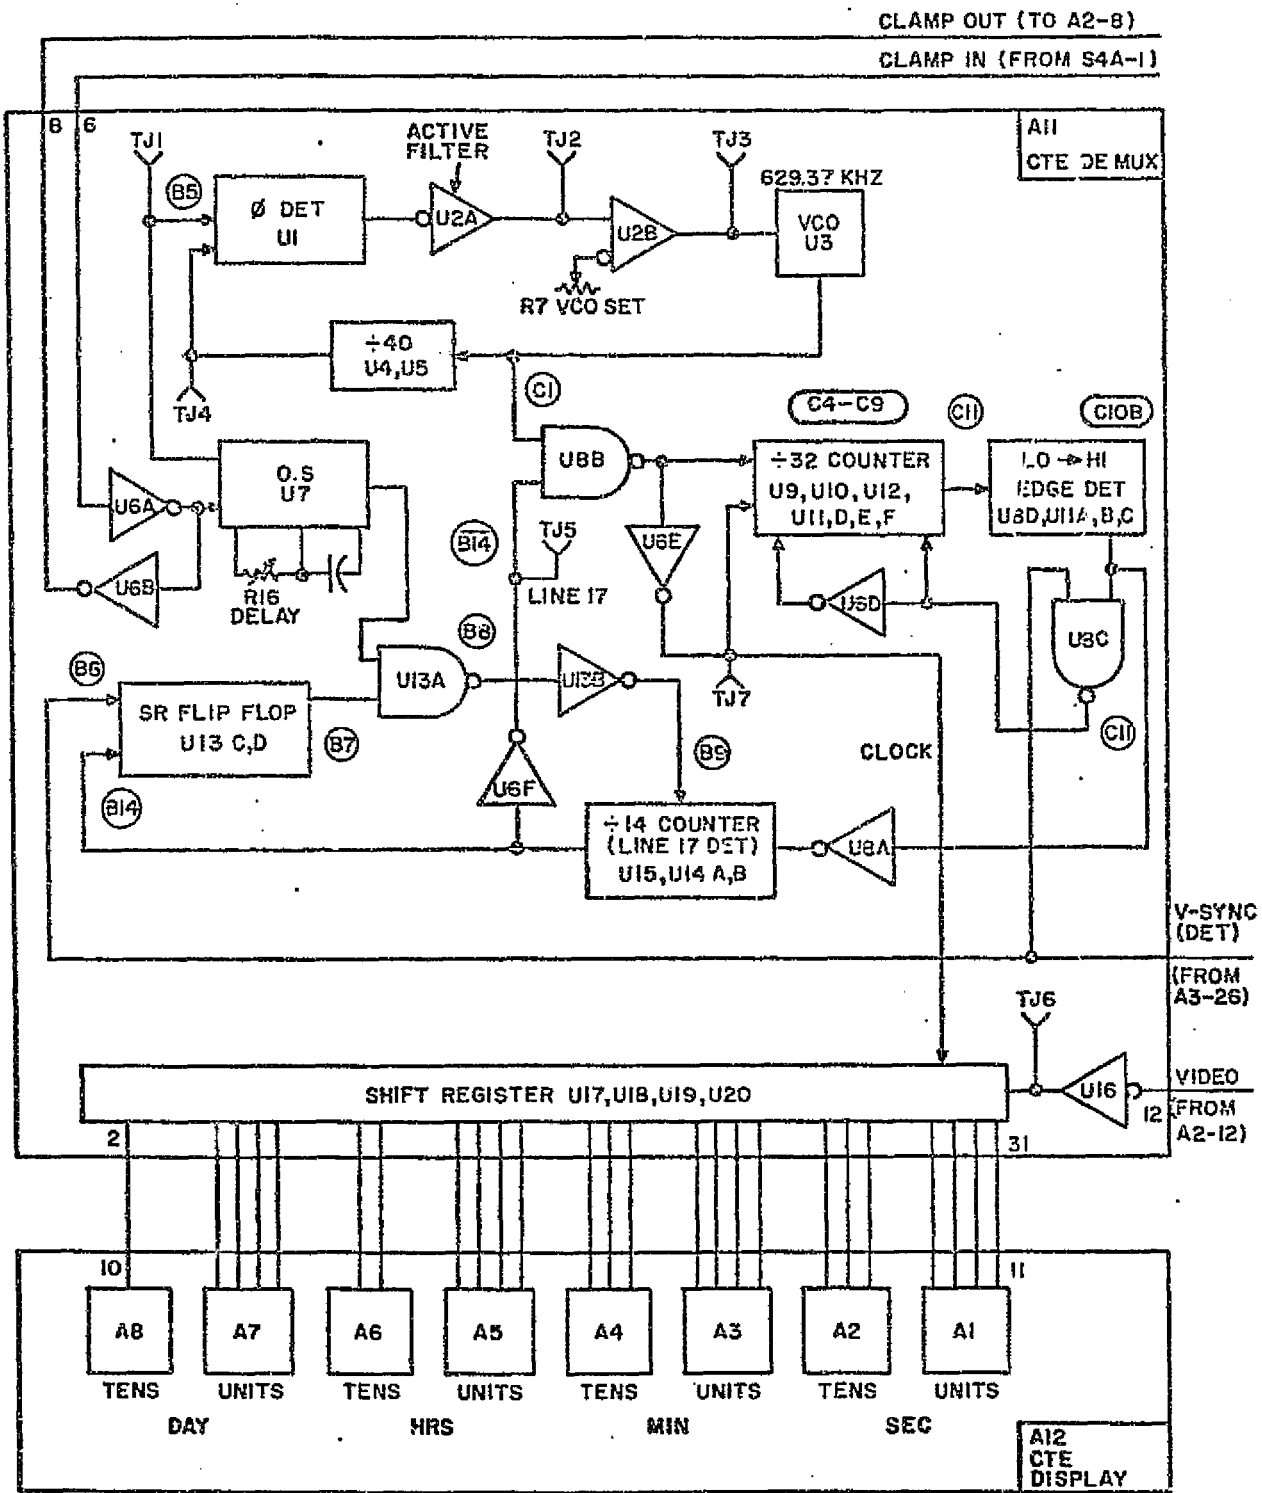 CLAMP OUT (TO A2-8)
CLAMP IN (FROM S4A-1)
8 6
TJ1
ACTIVE
FILTER
TJ2
TJ3
A11
CTE DE MUX
B5
Ø DET
U1
U2A
U2B
629.37 KHZ
VCO
U3
R7 VCO SET
÷40
U4,U5
TJ4
C1
C4-C9
C11
C10B
O.S
U7
U6A
U6B
R16
DELAY
U8B
÷32 COUNTER
U9,U10,U12,
U11,D,E,F
LO → HI
EDGE DET
U8D,U11A,B,C
B14
TJ5
LINE 17
U6E
U6D
U8C
B6
B8
U13A
U13B
TJ7
SR FLIP FLOP
U13 C,D
B7
B9
CLOCK
C11
B14
U6F
÷14 COUNTER
(LINE 17 DET)
U15,U14 A,B
U8A
V-SYNC
(DET)
(FROM
A3-26)
TJ6
SHIFT REGISTER U17,U18,U19,U20
U16
VIDEO
12
(FROM
A2-12)
2
31
10
11
A8
A7
A6
A5
A4
A3
A2
A1
TENS
UNITS
TENS
UNITS
TENS
UNITS
TENS
UNITS
DAY
HRS
MIN
SEC
A12
CTE
DISPLAY